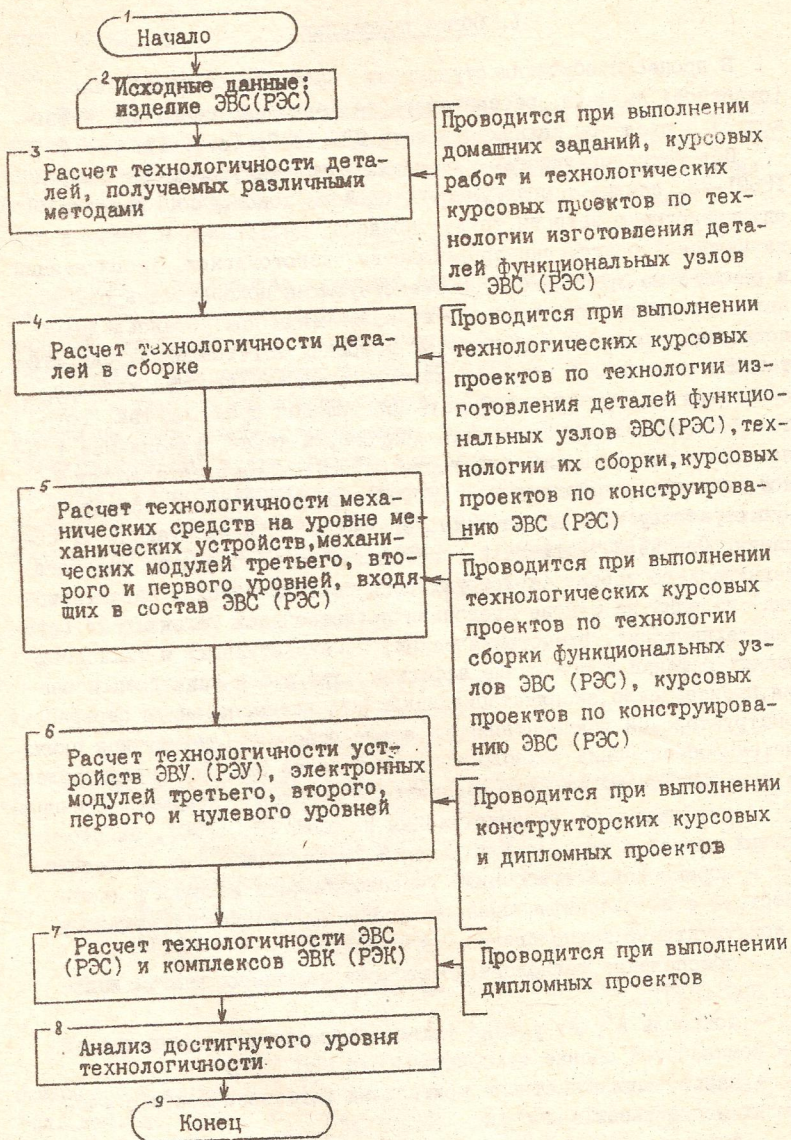 1
Начало
2
Исходные данные:
изделие ЭВС(РЭС)
3
Расчет технологичности дета-
лей, получаемых различными
методами
Проводится при выполнении
домашних заданий, курсовых
работ и технологических
курсовых проектов по тех-
нологии изготовления дета-
лей функциональных узлов
ЭВС (РЭС)
4
Расчет технологичности дета-
лей в сборке
Проводится при выполнении
технологических курсовых
проектов по технологии из-
готовления деталей функцио-
нальных узлов ЭВС(РЭС),тех-
нологии их сборки,курсовых
проектов по конструирова-
нию ЭВС (РЭС)
5
Расчет технологичности меха-
нических средств на уровне ме-
ханических устройств,механи-
ческих модулей третьего, вто-
рого и первого уровней, входя
щих в состав ЭВС (РЭС)
Проводится при выполнении
технологических курсовых
проектов по технологии
сборки функциональных уз-
лов ЭВС (РЭС), курсовых
проектов по конструирова-
нию ЭВС (РЭС)
6
Расчет технологичности уст-
ройств ЭВУ. (РЭУ), электронных
модулей третьего, второго,
первого и нулевого уровней
Проводится при выполнении
конструкторских курсовых
и дипломных проектов
7
Расчет технологичности ЭВС
(РЭС) и комплексов ЭВК (РЭК)
Проводится при выполнении
дипломных проектов
8
Анализ достигнутого уровня
технологичности
9
Конец